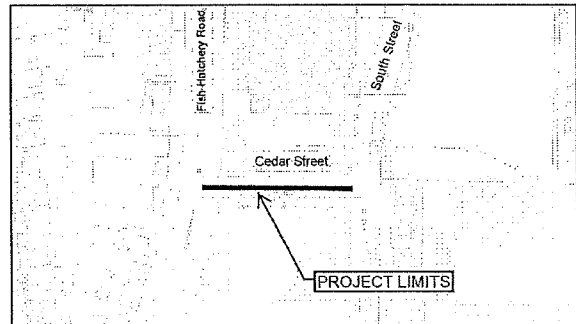 Fish Hatchery Road
South Street
Cedar Street
PROJECT LIMITS